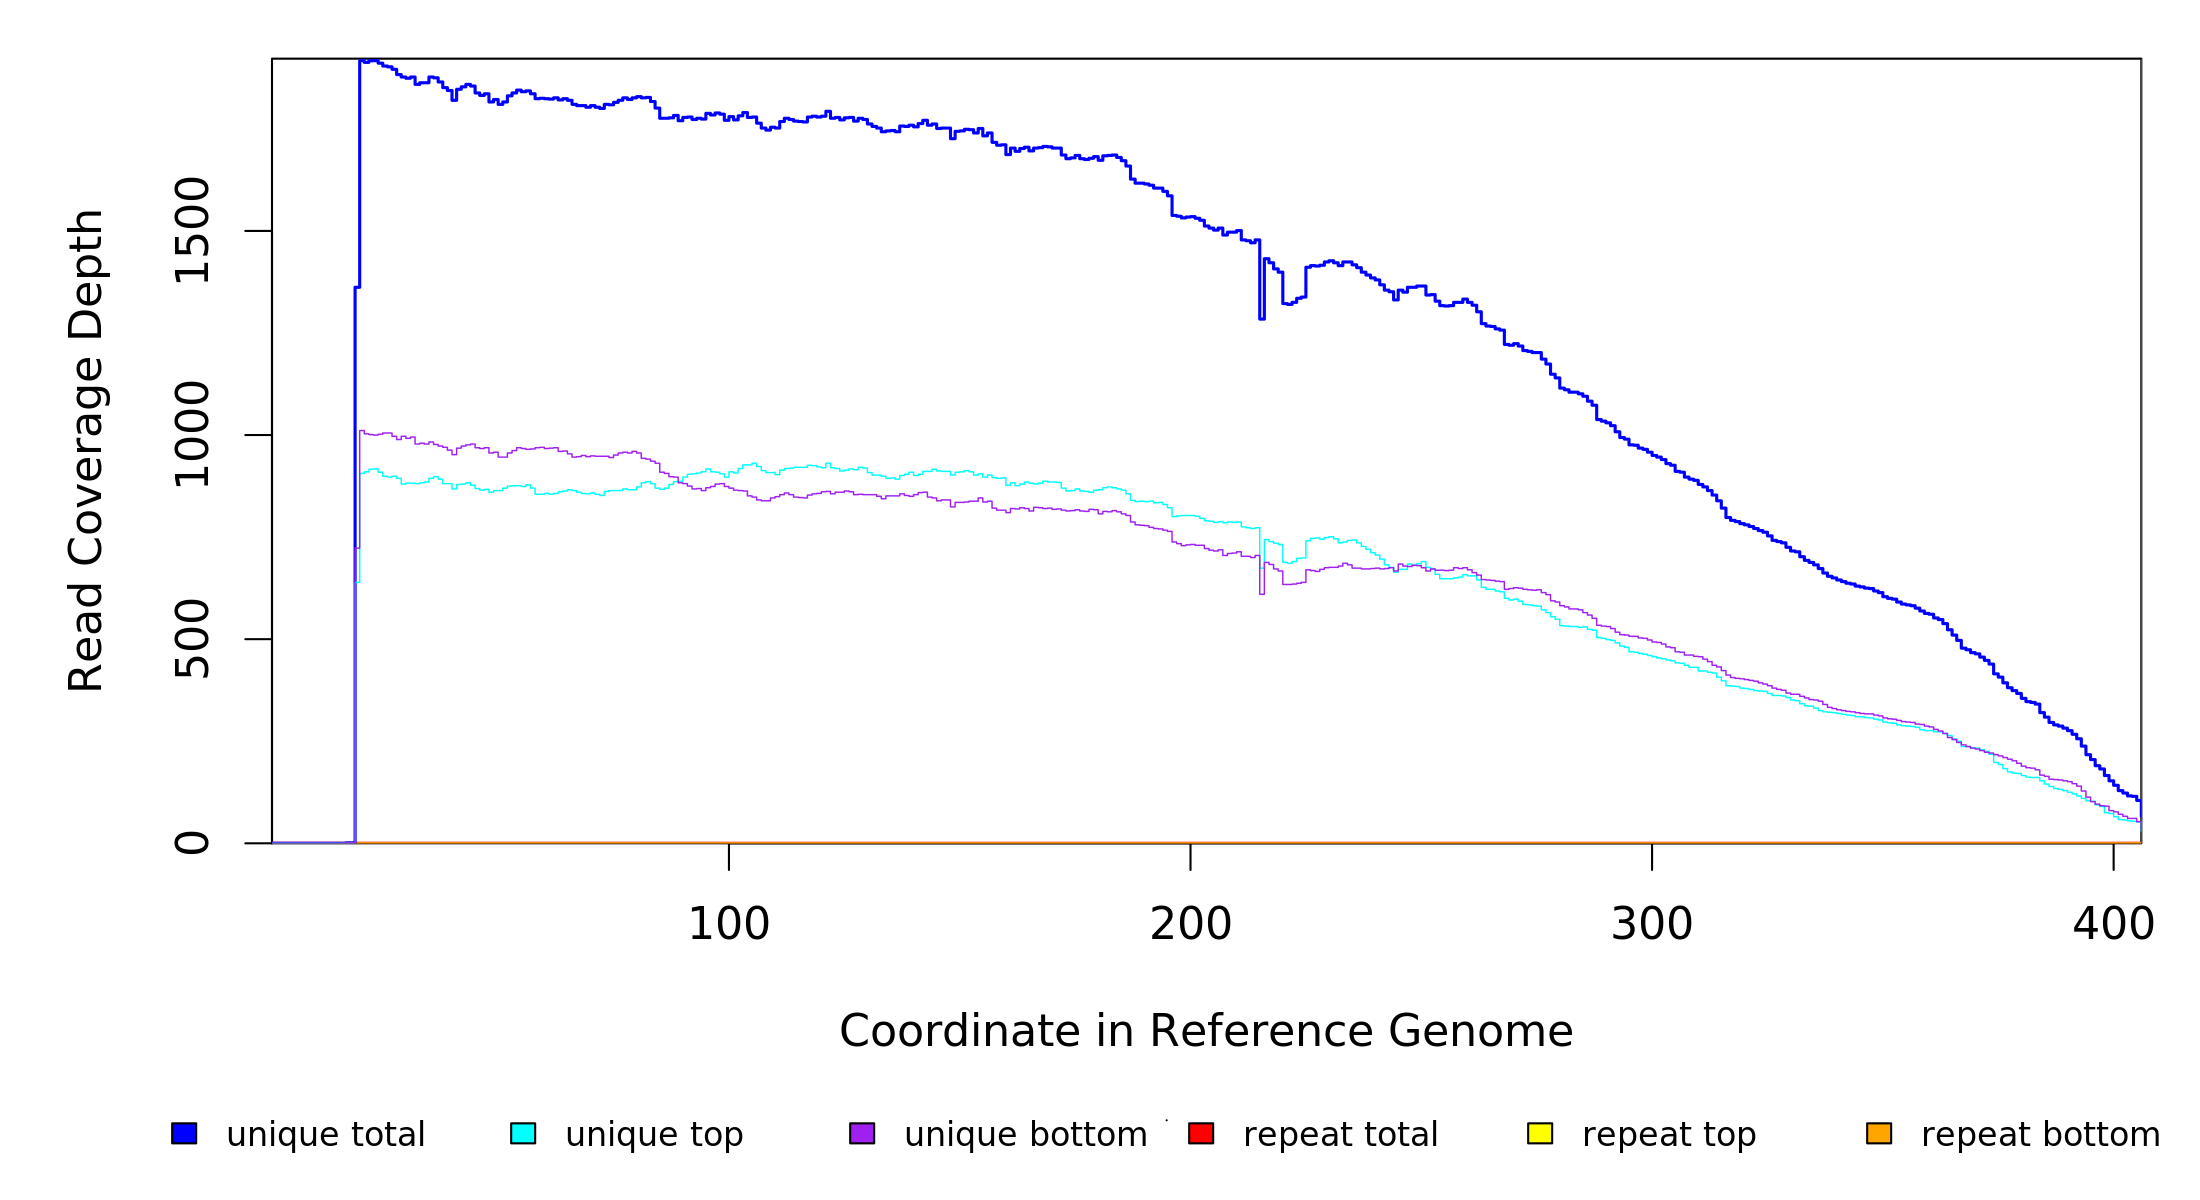 Read Coverage Depth
1500
1000
500
0
100 200 300 400
Coordinate in Reference Genome
unique total unique top unique bottom repeat total repeat top repeat bottom